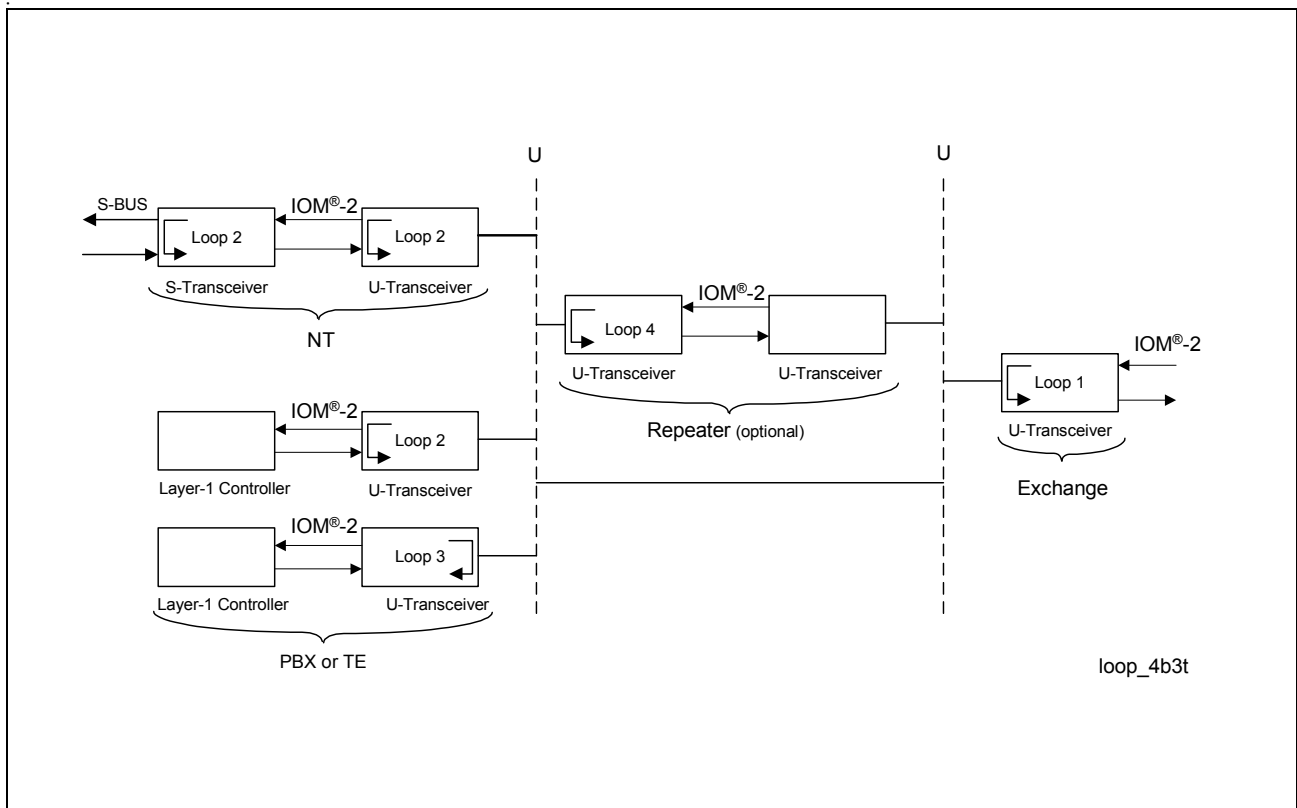 .
U
U
S-BUS
IOM®-2
Loop 2
Loop 2
S-Transceiver
U-Transceiver
NT
IOM®-2
Loop 4
U-Transceiver
U-Transceiver
Repeater (optional)
IOM®-2
Loop 1
U-Transceiver
Exchange
IOM®-2
Loop 2
Layer-1 Controller
U-Transceiver
IOM®-2
Loop 3
Layer-1 Controller
U-Transceiver
PBX or TE
loop_4b3t